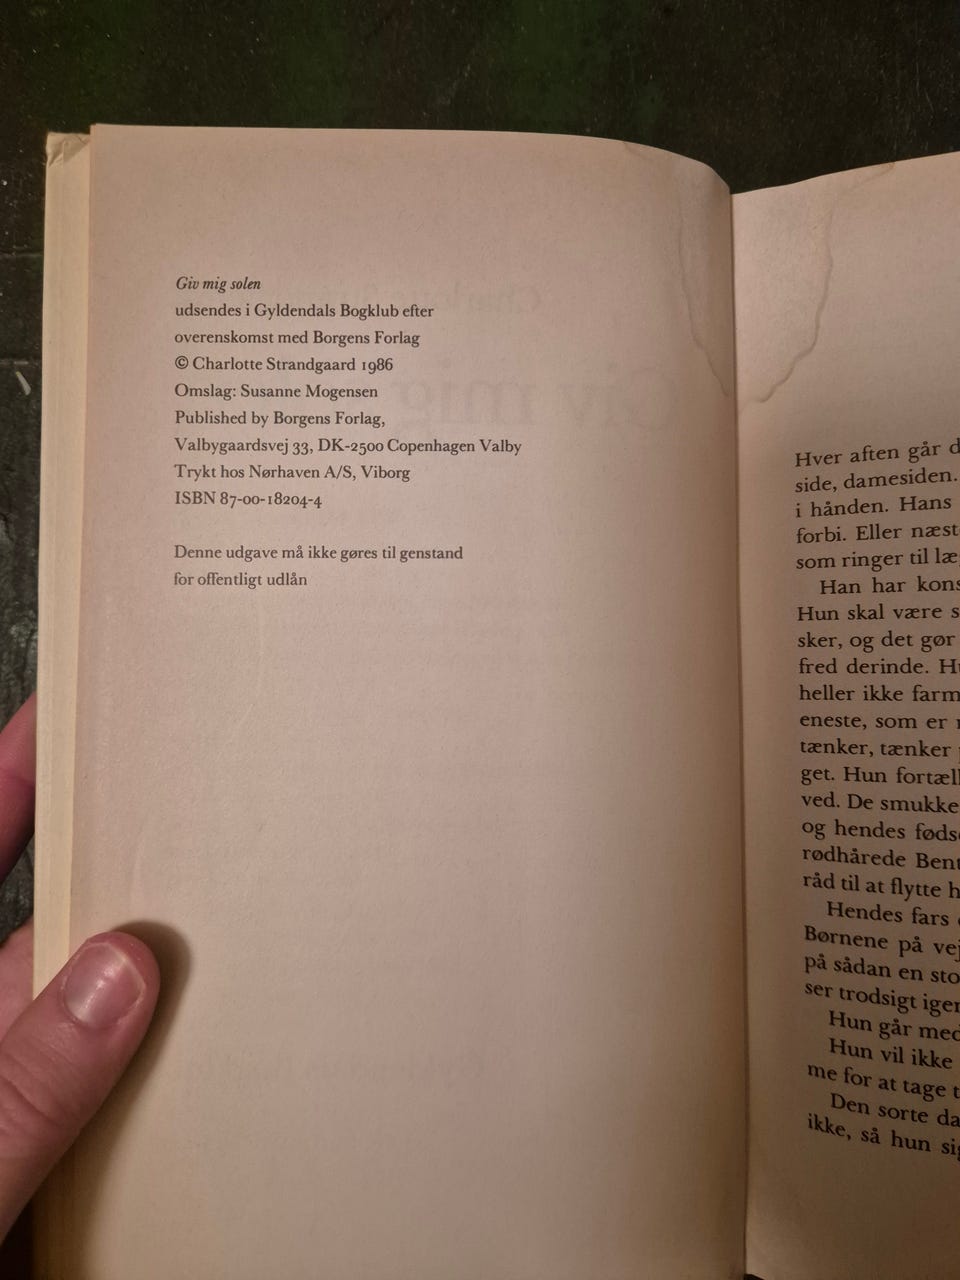 Giv mig solen
udsendes i Gyldendals Bogklub efter
overenskomst med Borgens Forlag
© Charlotte Strandgaard 1986
Omslag: Susanne Mogensen
Published by Borgens Forlag,
Valbygaardsvej 33, DK-2500 Copenhagen Valby
Trykt hos Nørhaven A/S, Viborg
ISBN 87-00-18204-4
Denne udgave må ikke gøres til genstand
for offentligt udlån
Hver aften går
side, damesiden.
i hånden. Hans
forbi. Eller
som ringer til
Han har
Hun skal være
sker, og det gør
fred derinde.
heller ikke
eneste, som er
tænker, tænker
get. Hun
ved. De smukke
og hendes
rødhårede
råd til at flytte
Hendes fars
Børnene på
på sådan en
ser trodsigt
Hun går
Hun vil ikke
me for at tage
Den sorte
ikke, så hun